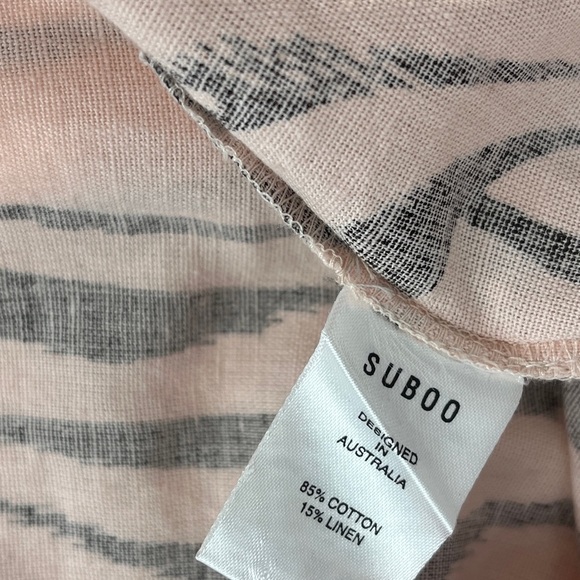 SUBOO
DESIGNED
IN
AUSTRALIA
85% COTTON
15% LINEN